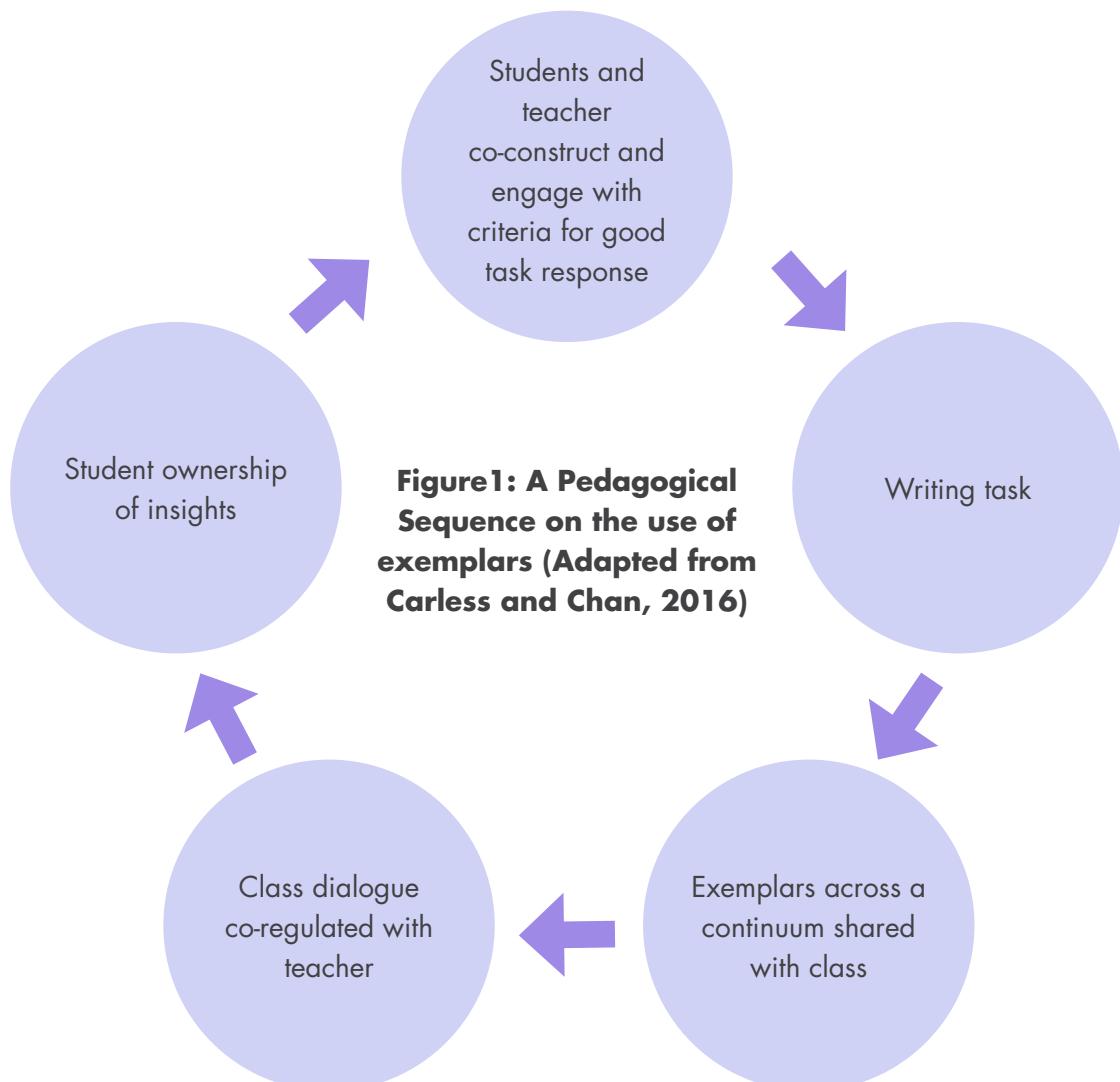 Students and
teacher
co-construct and
engage with
criteria for good
task response
Writing task
Exemplars across a
continuum shared
with class
Class dialogue
co-regulated with
teacher
Student ownership
of insights
Figure1: A Pedagogical
Sequence on the use of
exemplars (Adapted from
Carless and Chan, 2016)